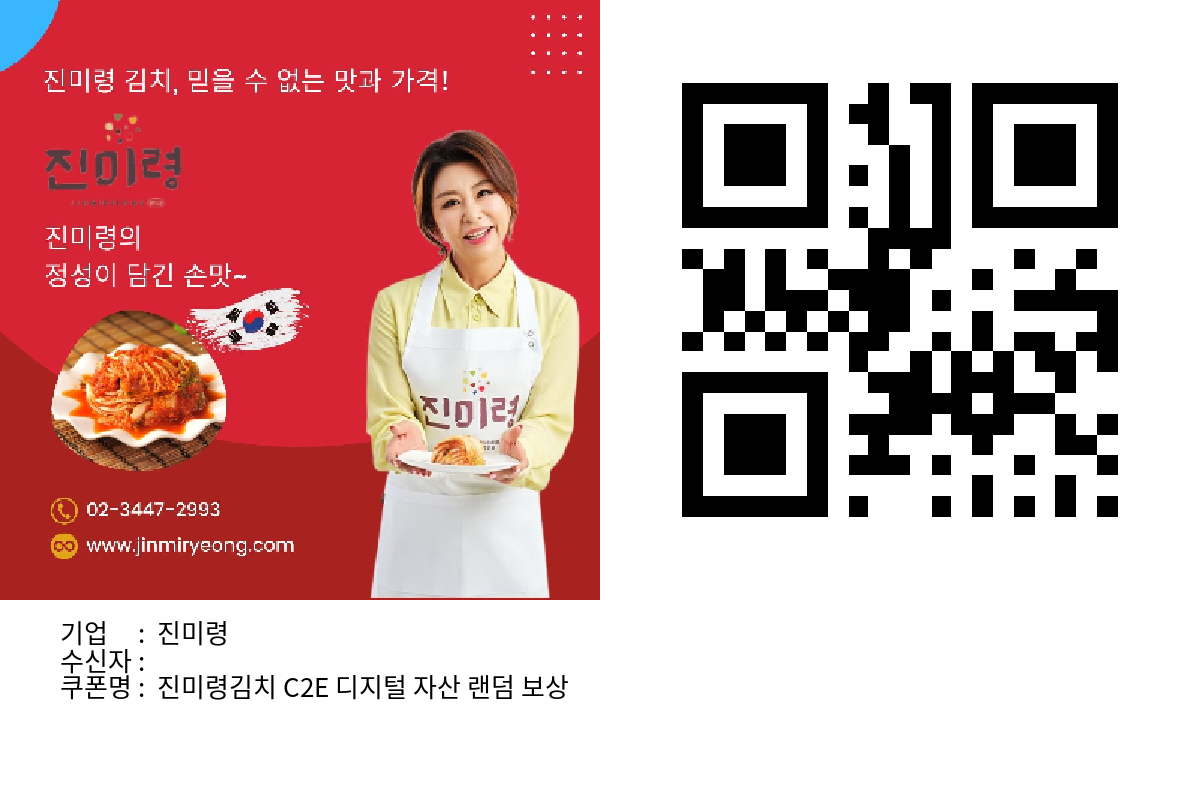 진미령 김치, 믿을 수 없는 맛과 가격!
진미령
진미령의
정성이 담긴 손맛~
진미령
02-3447-2993
www.jinmiryeong.com
기업 : 진미령
수신자 :
쿠폰명 : 진미령김치 C2E 디지털 자산 랜덤 보상